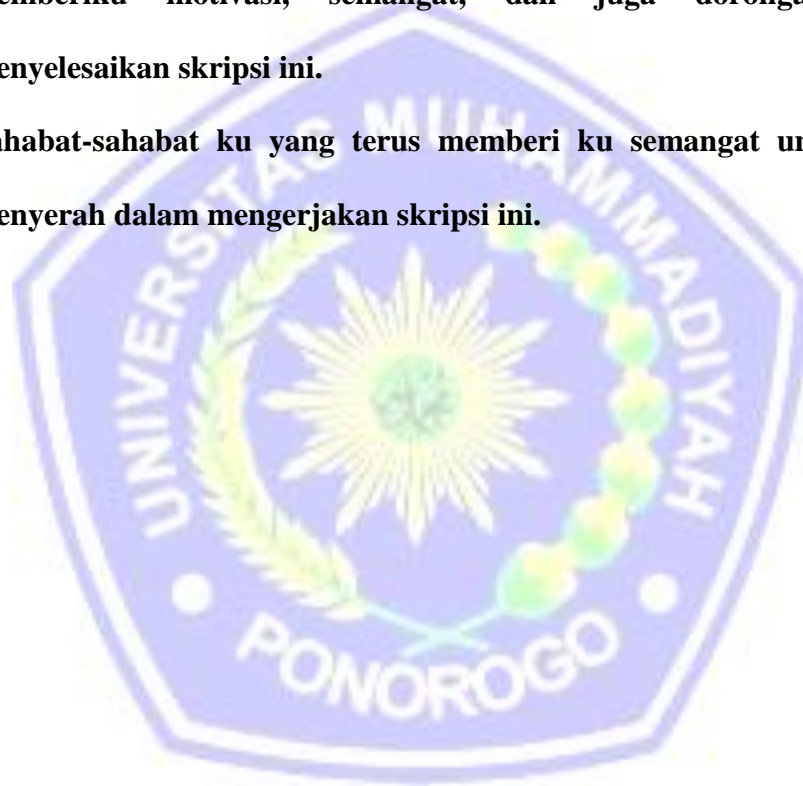 emberiku motivasi, semangat, dan juga doronga
enyelesaikan skripsi ini.
ahabat-sahabat ku yang terus memberi ku semangat un
enyerah dalam mengerjakan skripsi ini.
UNIVERSITAS MUHAMMADIYAH
PONOROGO